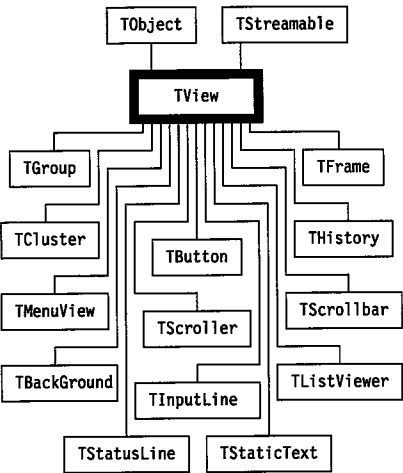 TObject
TStreamable
TView
TGroup
TFrame
TCluster
THistory
TButton
TMenuView
TScrollbar
TScroller
TBackGround
TListViewer
TInputLine
TStatusLine
TStaticText